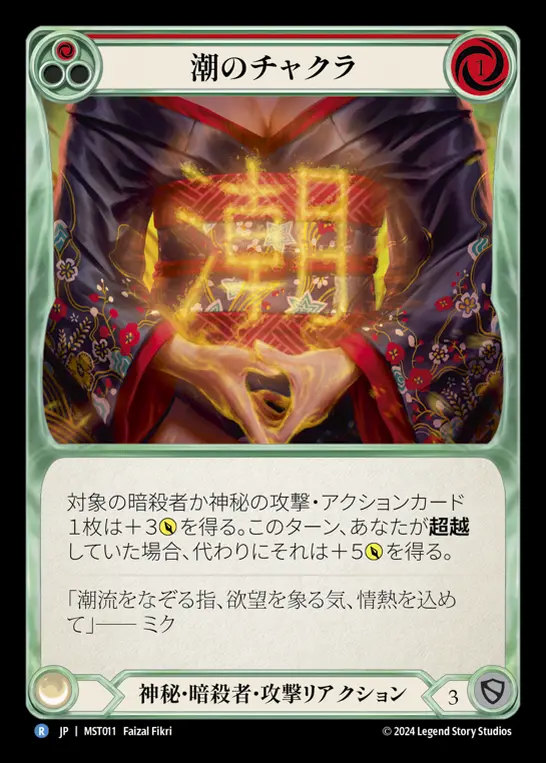 潮のチャクラ
1
潮
対象の暗殺者か神秘の攻撃・アクションカード
1枚は＋3を得る。このターン、あなたが超越
していた場合、代わりにそれは＋5を得る。
「潮流をなぞる指、欲望を象る気、情熱を込め
て」── ミク
神秘・暗殺者・攻撃リアクション
3
R JP | MST011 Faizal Fikri
© 2024 Legend Story Studios